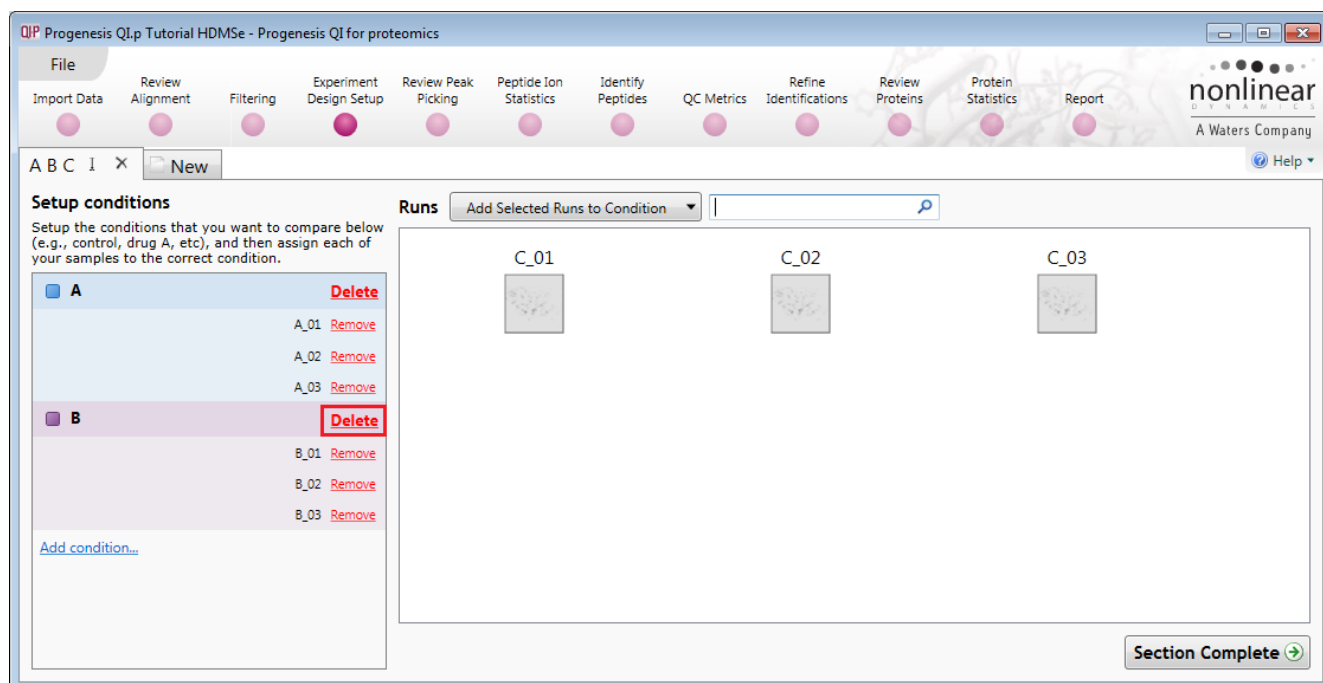 QI.P Progenesis QI.p Tutorial HDMSe - Progenesis QI for proteomics
File
Import Data
Review
Alignment
Filtering
Experiment
Design Setup
Review Peak
Picking
Peptide Ion
Statistics
Identify
Peptides
QC Metrics
Refine
Identifications
Review
Proteins
Protein
Statistics
Report
nonlinear
DYNAMICS
A Waters Company
A B C New
Help
Setup conditions
Setup the conditions that you want to compare below
(e.g., control, drug A, etc), and then assign each of
your samples to the correct condition.
A Delete
A_01 Remove
A_02 Remove
A_03 Remove
B Delete
B_01 Remove
B_02 Remove
B_03 Remove
Add condition...
Runs Add Selected Runs to Condition
C_01 C_02 C_03
Section Complete